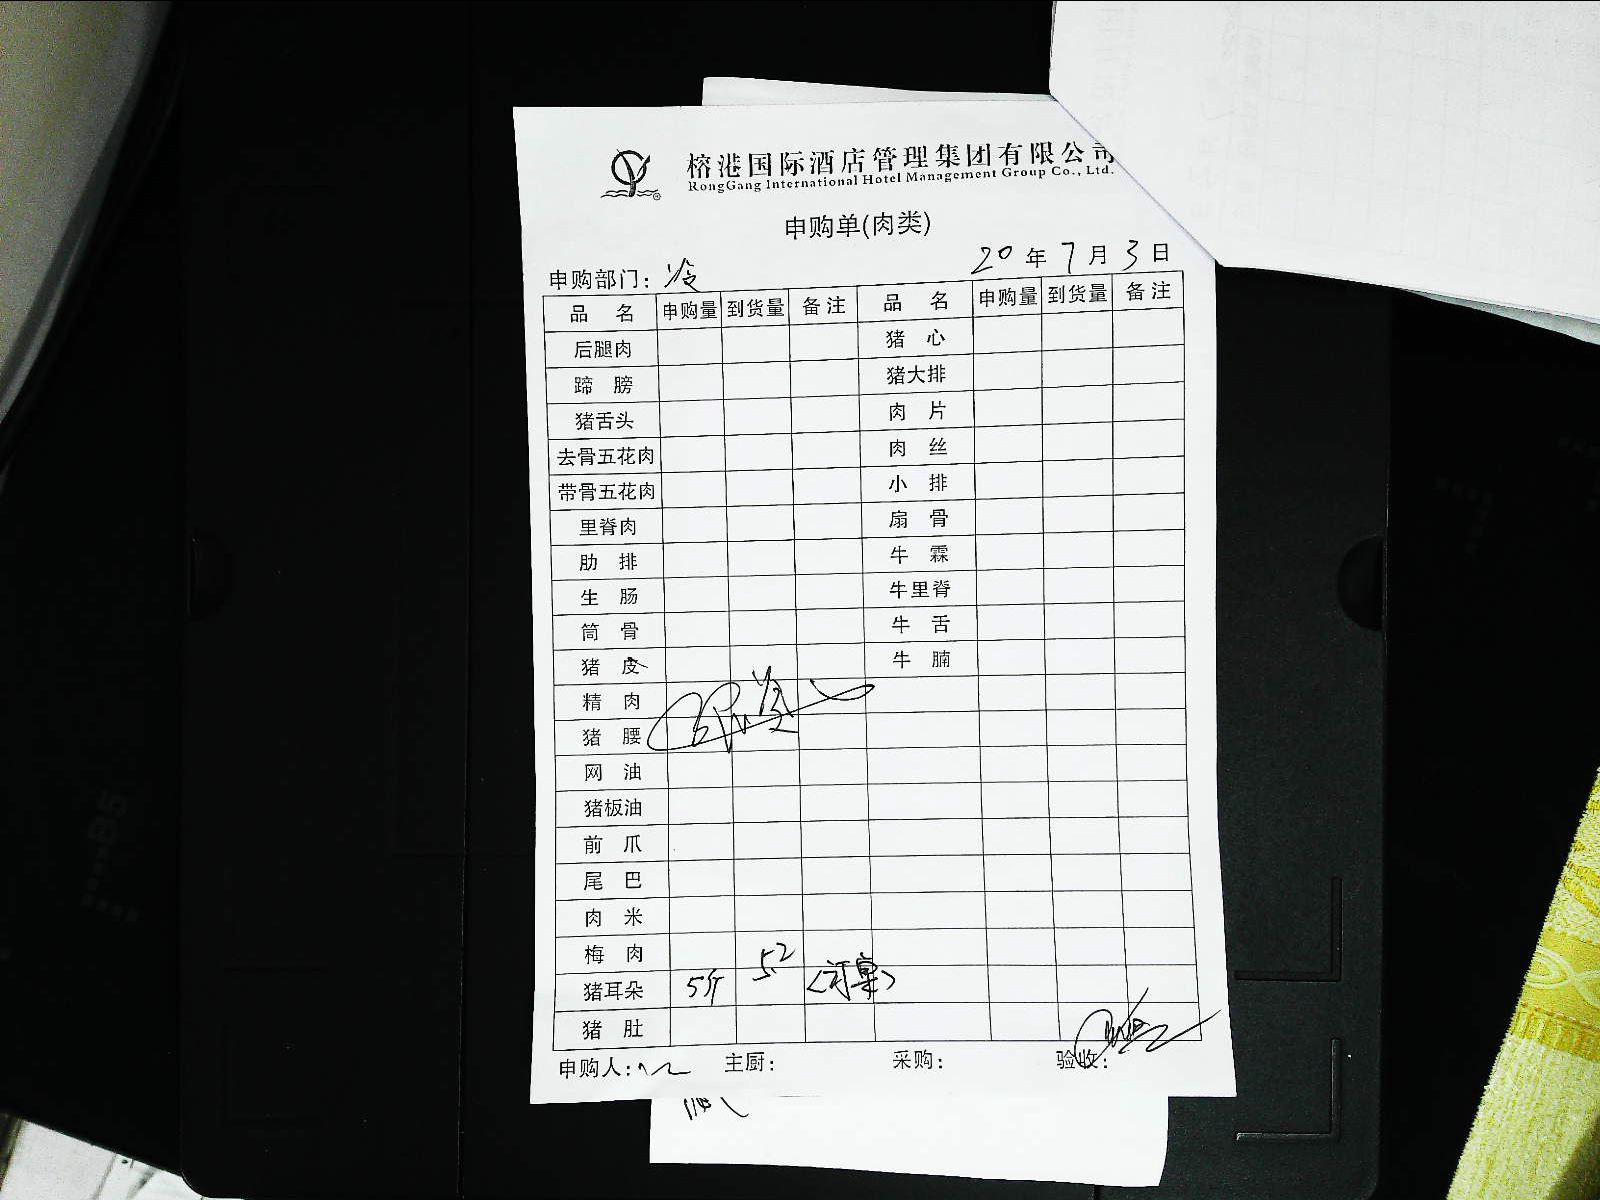 榕港国际酒店管理集团有限公司
RongGang International Hotel Management Group Co., Ltd.
申购单(肉类)
申购部门：冷 20年7月3日
品名 申购量 到货量 备注 品名 申购量 到货量 备注
后腿肉 猪心
蹄膀 猪大排
猪舌头 肉片
去骨五花肉 肉丝
带骨五花肉 小排
里脊肉 扇骨
肋排 牛霖
生肠 牛里脊
筒骨 牛舌
猪皮 牛腩
精肉
猪腰
网油
猪板油
前爪
尾巴
肉米
梅肉
猪耳朵 5斤 5.2
猪肚
申购人： 主厨： 采购： 验收：